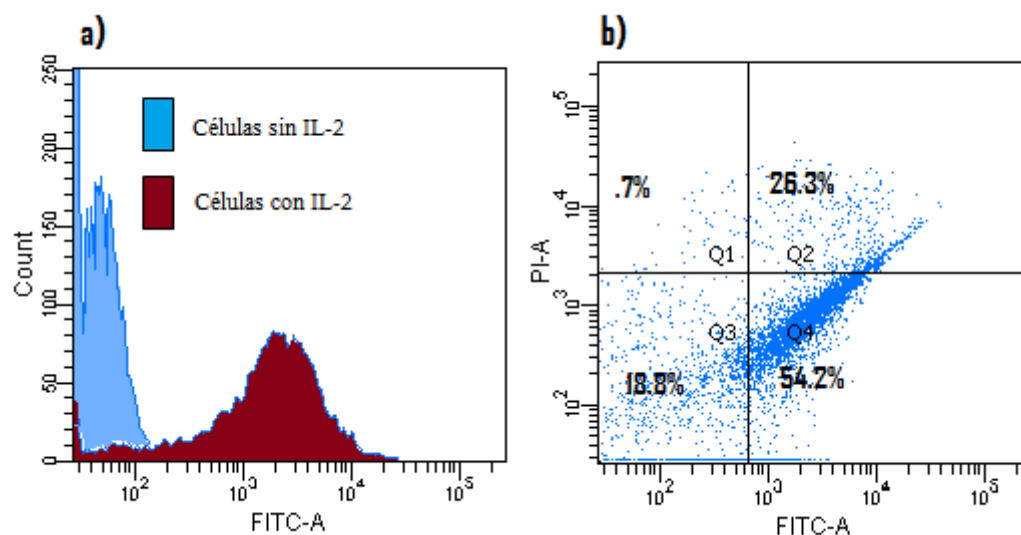 a)
250
200
150
100
50
0
Count
Células sin IL-2
Células con IL-2
10² 10³ 10⁴ 10⁵
FITC-A
b)
10⁵
10⁴
10³
10²
PI-A
.7%
26.3%
Q1
Q2
Q3
Q4
18.8%
54.2%
10² 10³ 10⁴ 10⁵
FITC-A